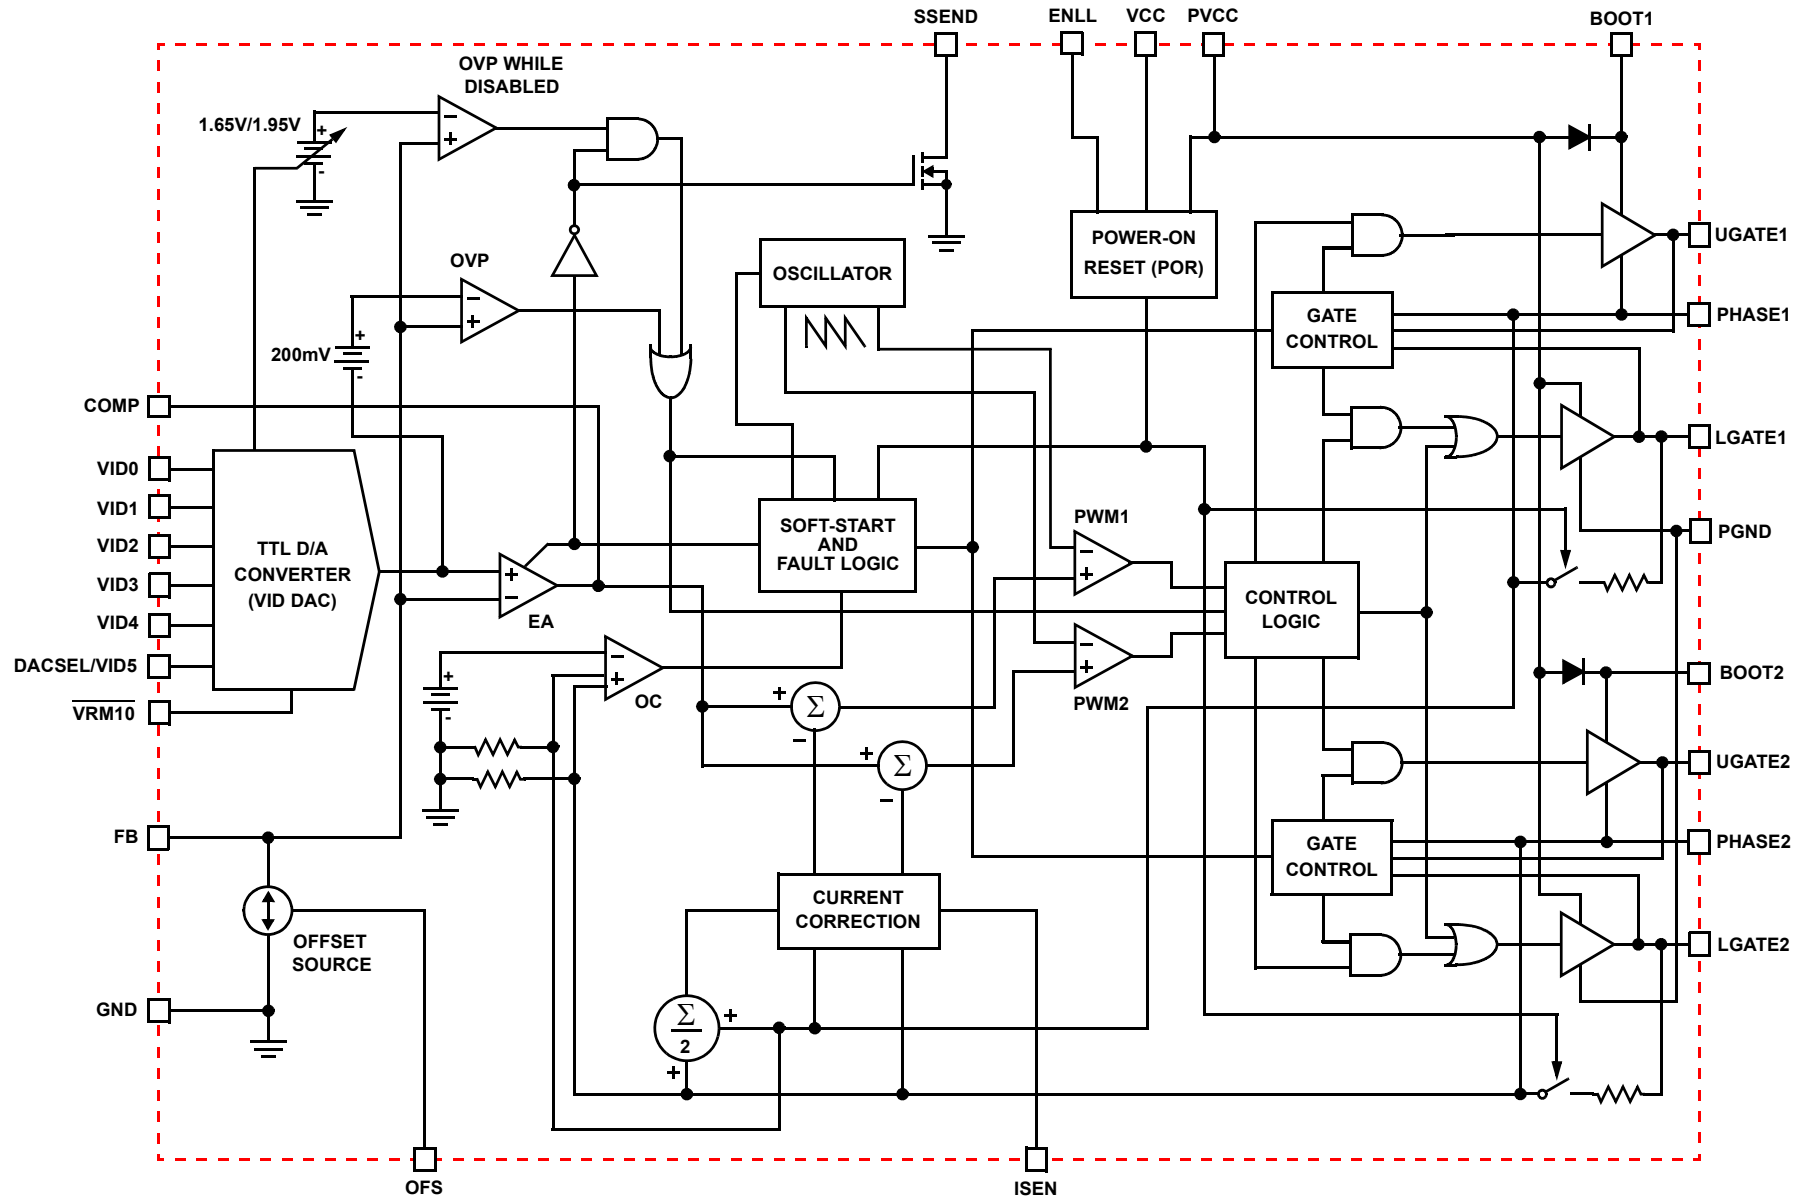 SSEND
ENLL
VCC
PVCC
BOOT1
OVP WHILE
DISABLED
1.65V/1.95V
+
-
−
+
OVP
−
+
200mV
+
-
OSCILLATOR
POWER-ON
RESET (POR)
UGATE1
GATE
CONTROL
PHASE1
COMP
LGATE1
VID0
VID1
VID2
VID3
VID4
DACSEL/VID5
VRM10
TTL D/A
CONVERTER
(VID DAC)
+
−
EA
SOFT-START
AND
FAULT LOGIC
PWM1
−
+
PGND
CONTROL
LOGIC
−
+
PWM2
+
-
−
+
OC
+
Σ
−
+
Σ
−
BOOT2
UGATE2
FB
GATE
CONTROL
PHASE2
CURRENT
CORRECTION
OFFSET
SOURCE
LGATE2
GND
Σ
2
+
+
OFS
ISEN